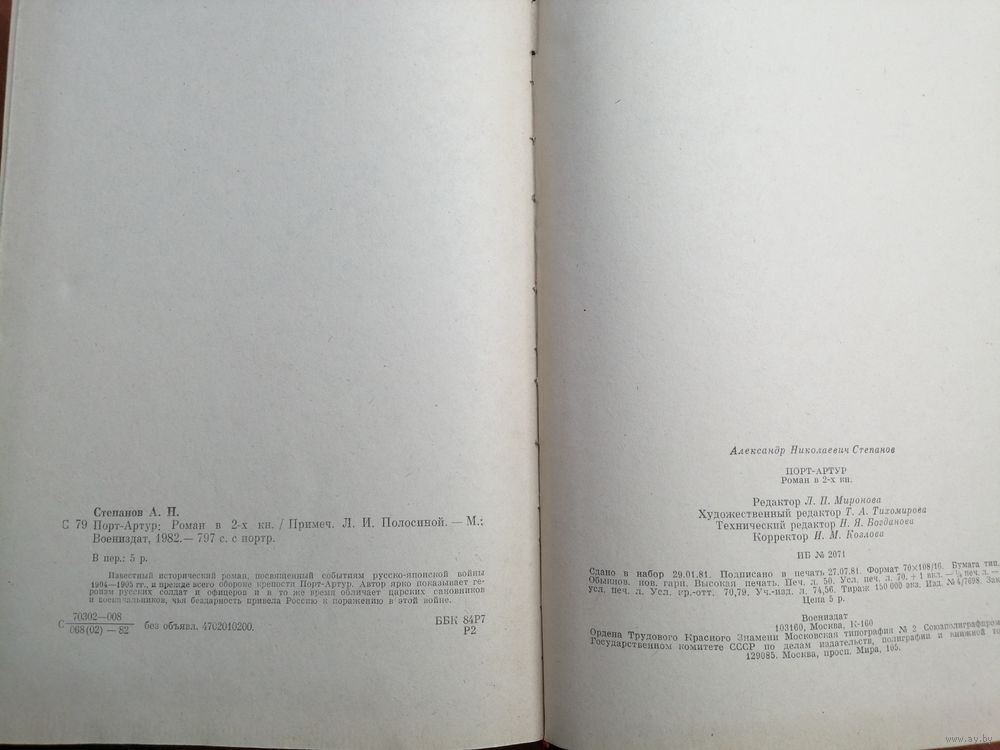 Степанов А. Н.
С 79 Порт-Артур: Роман в 2-х кн. / Примеч. Л. И. Полосиной. — М.:
Воениздат, 1982.— 797 с. с портр.
В пер.: 5 р.
Известный исторический роман, посвященный событиям русско-японской войны
1904—1905 гг. и прежде всего обороне крепости Порт-Артур. Автор ярко показывает ге-
роизм русских солдат и офицеров и в то же время обличает царских сановников
и военачальников, чья бездарность привела Россию к поражению в этой войне.
С 70302—008
068(02) — 82 без объявл. 4702010200.
ББК 84Р7
Р2
Александр Николаевич Степанов
ПОРТ-АРТУР
Роман в 2-х кн.
Редактор Л. П. Миронова
Художественный редактор Т. А. Тихомирова
Технический редактор Н. Я. Богданова
Корректор Н. М. Козлова
ИБ № 2071
Сдано в набор 29.01.81. Подписано в печать 27.07.81. Формат 70×108/16. Бумага тип.
Обыкнов. нов. гарн. Высокая печать. Печ. л. 50. Усл. печ. л. 70. + 1 вкл. —
усл. печ. л. Усл. кр.-отт. 70,79. Уч.-изд. л. 74,56. Тираж 150 000 экз. Изд. № 4/7698.
Цена 5 р.
Воениздат
103160, Москва, К-160
Ордена Трудового Красного Знамени Московская типография № 2 Союзполиграфпром
Государственном комитете СССР по делам издательств, полиграфии и книжной
129085, Москва, просп. Мира, 105.
www.ay.by